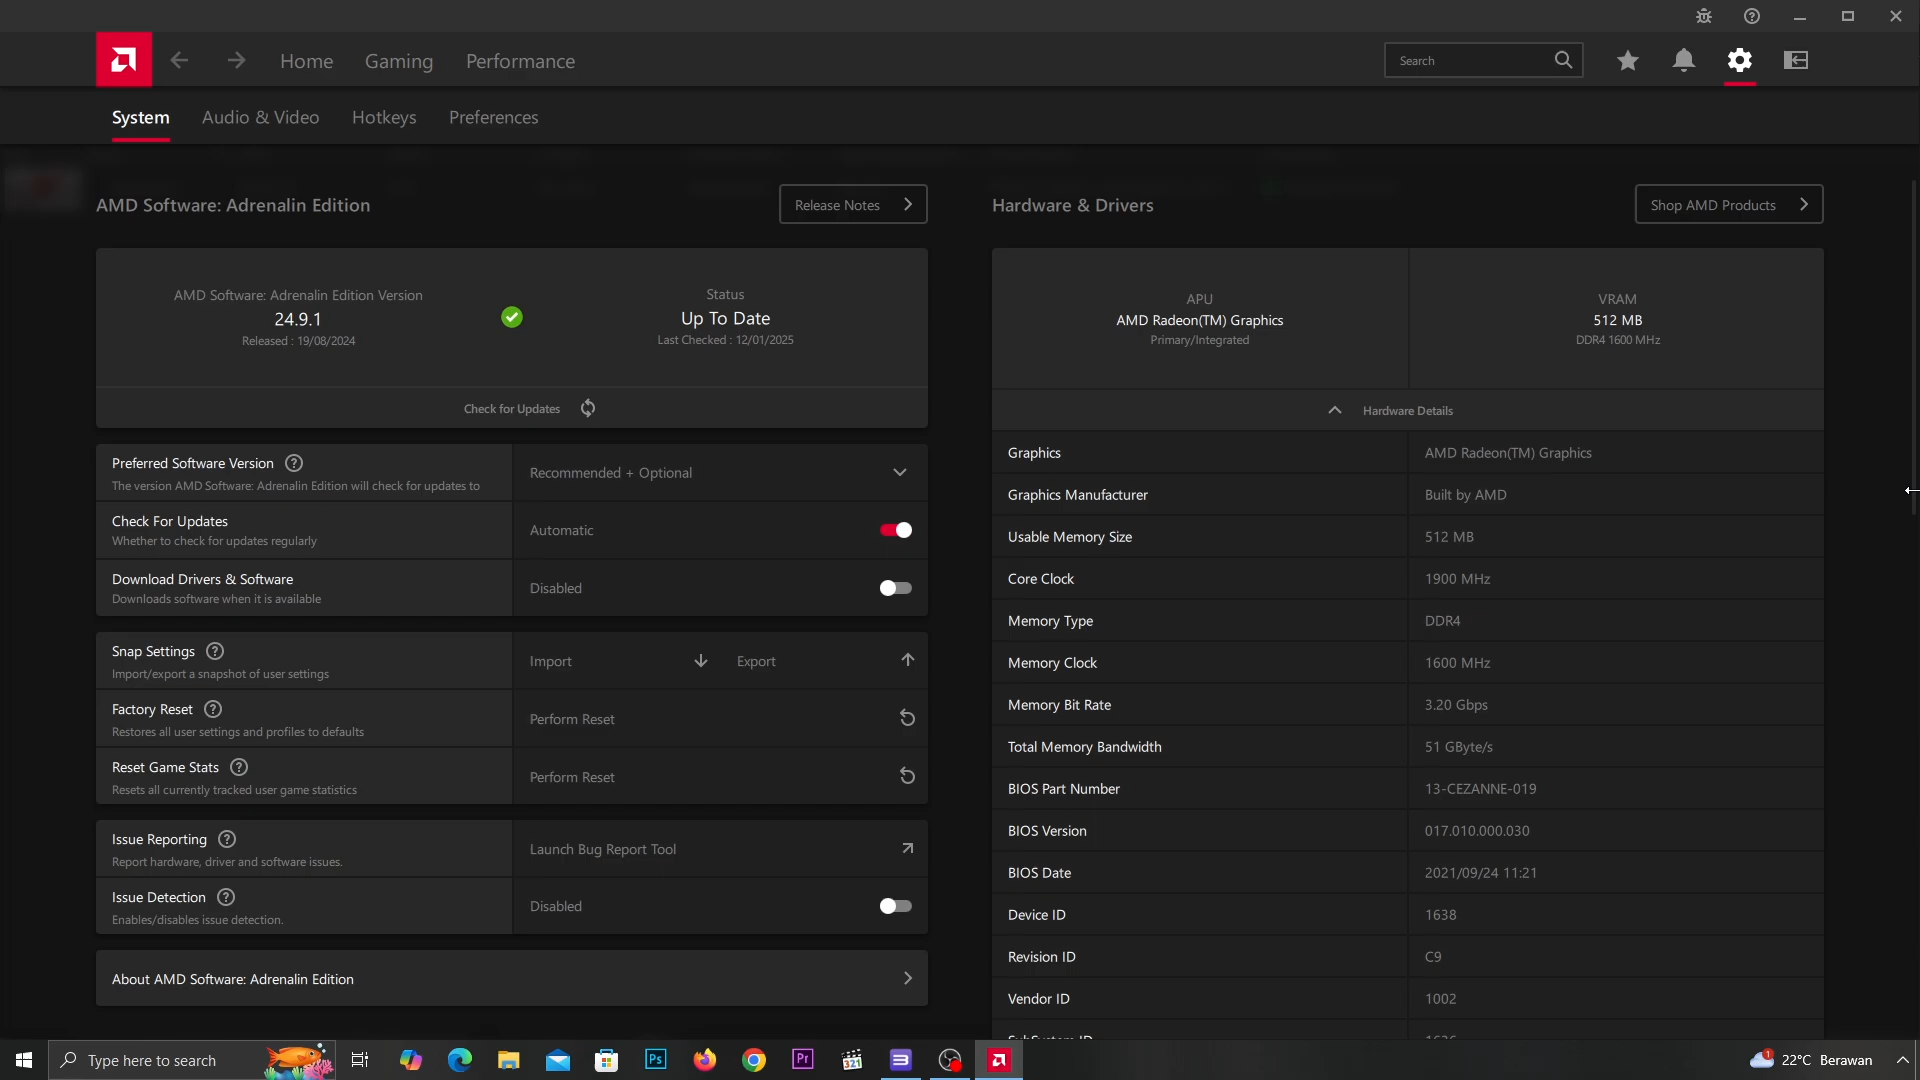 Home
Gaming
Performance
Search
System
Audio & Video
Hotkeys
Preferences
AMD Software: Adrenalin Edition
Release Notes
AMD Software: Adrenalin Edition Version
24.9.1
Released : 19/08/2024
Status
Up To Date
Last Checked : 12/01/2025
Check for Updates
Preferred Software Version
The version AMD Software: Adrenalin Edition will check for updates to
Recommended + Optional
Check For Updates
Whether to check for updates regularly
Automatic
Download Drivers & Software
Downloads software when it is available
Disabled
Snap Settings
Import/export a snapshot of user settings
Import
Export
Factory Reset
Restores all user settings and profiles to defaults
Perform Reset
Reset Game Stats
Resets all currently tracked user game statistics
Perform Reset
Issue Reporting
Report hardware, driver and software issues.
Launch Bug Report Tool
Issue Detection
Enables/disables issue detection.
Disabled
About AMD Software: Adrenalin Edition
Hardware & Drivers
Shop AMD Products
APU
AMD Radeon(TM) Graphics
Primary/Integrated
VRAM
512 MB
DDR4 1600 MHz
Hardware Details
Graphics
AMD Radeon(TM) Graphics
Graphics Manufacturer
Built by AMD
Usable Memory Size
512 MB
Core Clock
1900 MHz
Memory Type
DDR4
Memory Clock
1600 MHz
Memory Bit Rate
3.20 Gbps
Total Memory Bandwidth
51 GByte/s
BIOS Part Number
13-CEZANNE-019
BIOS Version
017.010.000.030
BIOS Date
2021/09/24 11:21
Device ID
1638
Revision ID
C9
Vendor ID
1002
SubSystem ID
1636
Type here to search
Ps
Pr
321
1
22°C Berawan